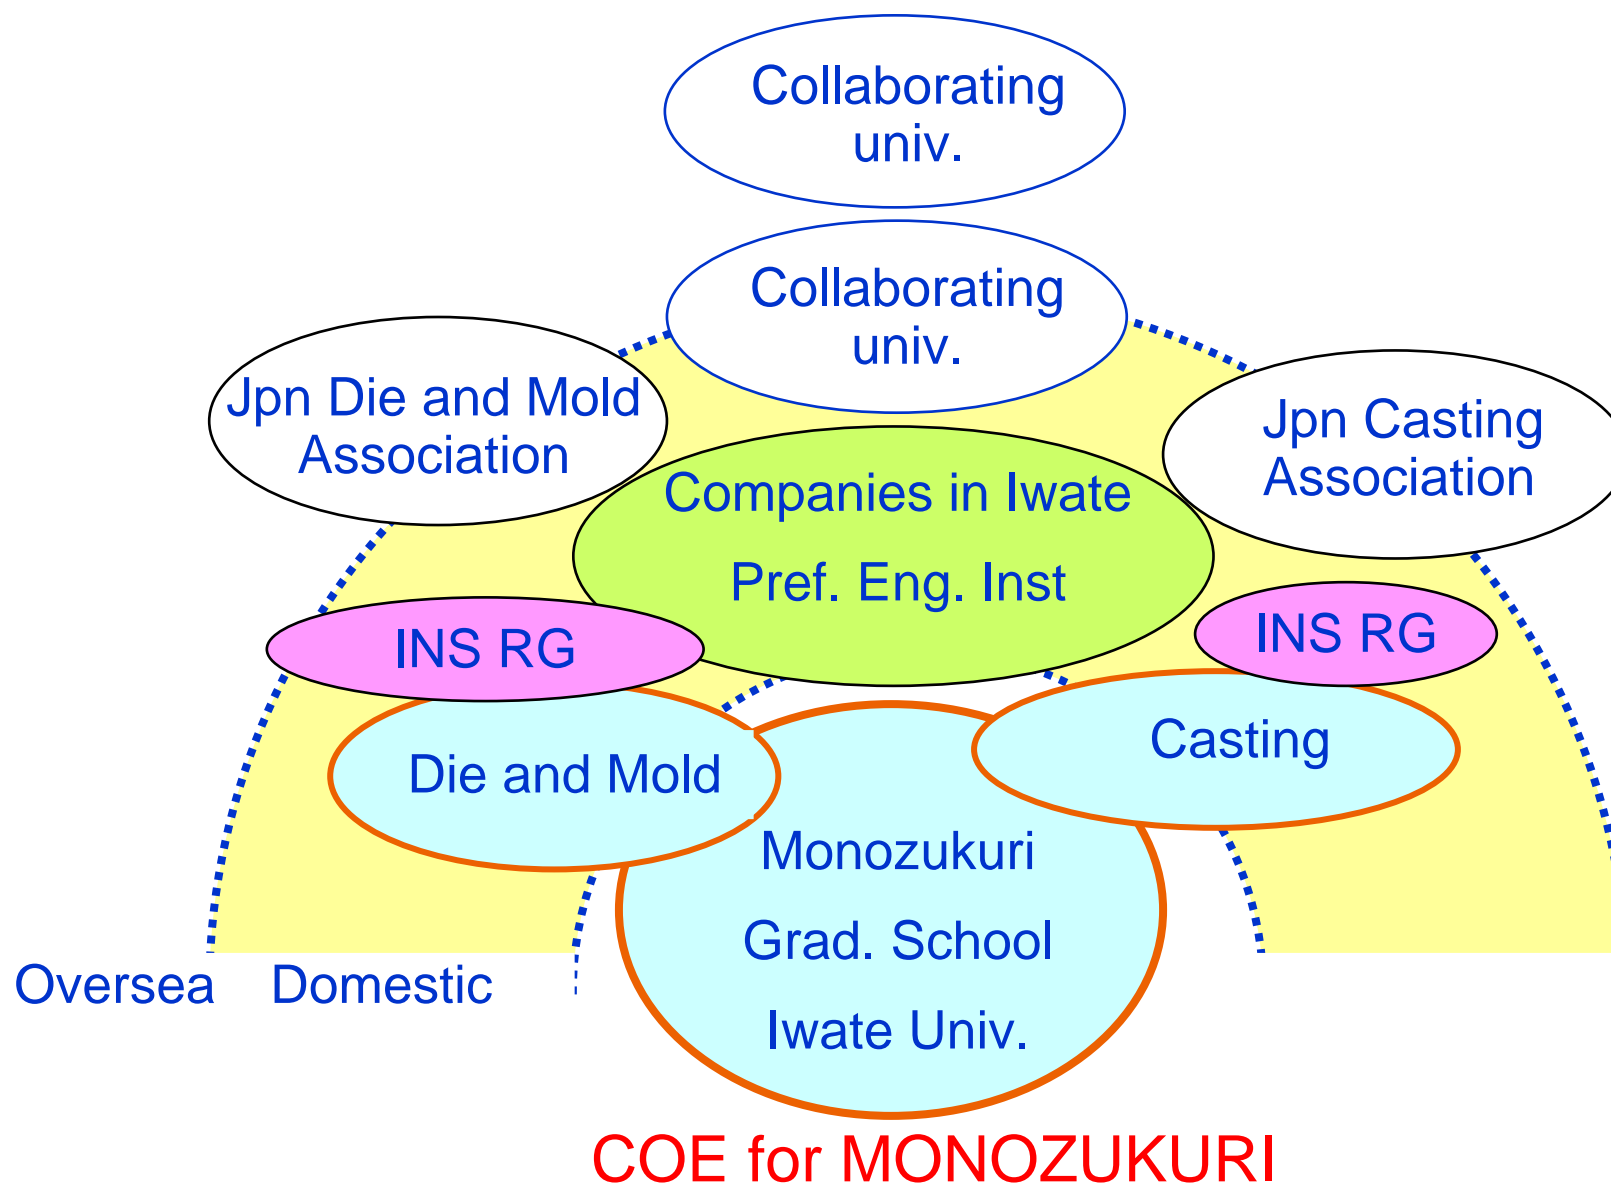 Collaborating
univ.
Collaborating
univ.
Jpn Die and Mold
Association
Jpn Casting
Association
Companies in Iwate
Pref. Eng. Inst
INS RG
INS RG
Die and Mold
Casting
Monozukuri
Grad. School
Iwate Univ.
Oversea
Domestic
COE for MONOZUKURI